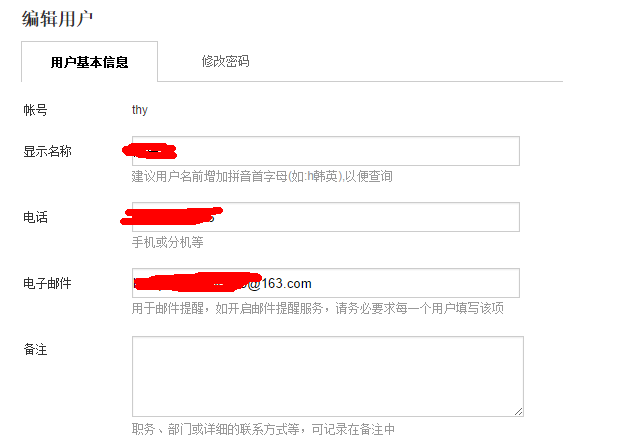 编辑用户
用户基本信息 修改密码
帐号 thy
显示名称
建议用户名前增加拼音首字母(如:h韩英),以便查询
电话
手机或分机等
电子邮件 @163.com
用于邮件提醒，如开启邮件提醒服务，请务必要求每一个用户填写该项
备注
职务、部门或详细的联系方式等，可记录在备注中